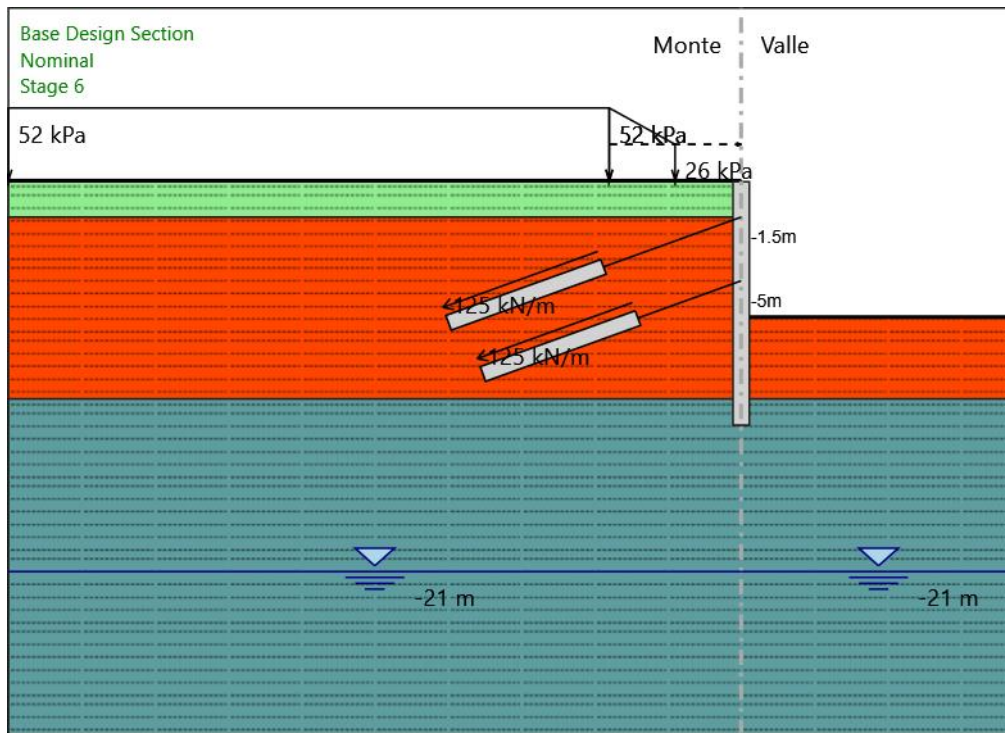 Base Design Section
Nominal
Stage 6
Monte
Valle
52 kPa
52 kPa
26 kPa
-1.5m
125 kN/m
-5m
125 kN/m
-21 m
-21 m